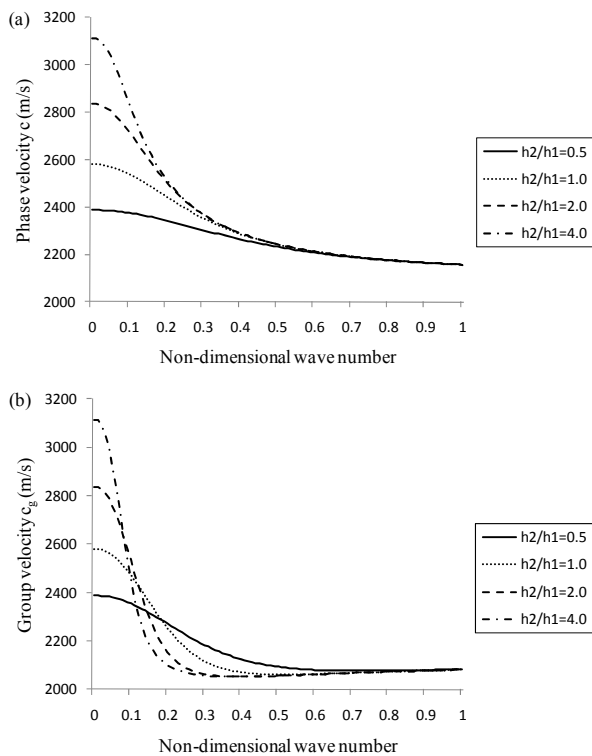 (a)
3200
3000
2800
2600
2400
2200
2000
Phase velocity c (m/s)
0 0.1 0.2 0.3 0.4 0.5 0.6 0.7 0.8 0.9 1
Non-dimensional wave number
h2/h1=0.5
h2/h1=1.0
h2/h1=2.0
h2/h1=4.0
(b)
3200
3000
2800
2600
2400
2200
2000
Group velocity cg (m/s)
0 0.1 0.2 0.3 0.4 0.5 0.6 0.7 0.8 0.9 1
Non-dimensional wave number
h2/h1=0.5
h2/h1=1.0
h2/h1=2.0
h2/h1=4.0